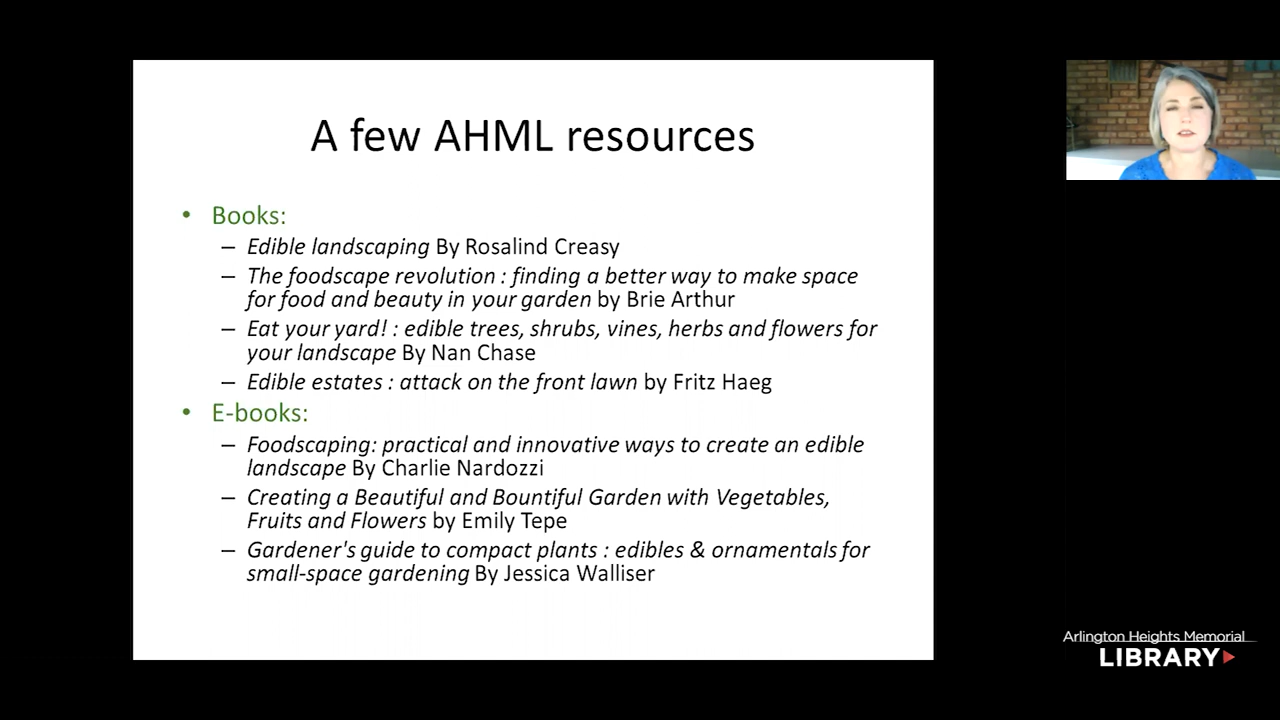 A few AHML resources
• Books:
– Edible landscaping By Rosalind Creasy
– The foodscape revolution : finding a better way to make space
for food and beauty in your garden by Brie Arthur
– Eat your yard! : edible trees, shrubs, vines, herbs and flowers for
your landscape By Nan Chase
– Edible estates : attack on the front lawn by Fritz Haeg
• E-books:
– Foodscaping: practical and innovative ways to create an edible
landscape By Charlie Nardozzi
– Creating a Beautiful and Bountiful Garden with Vegetables,
Fruits and Flowers by Emily Tepe
– Gardener's guide to compact plants : edibles & ornamentals for
small-space gardening By Jessica Walliser
Arlington Heights Memorial
LIBRARY